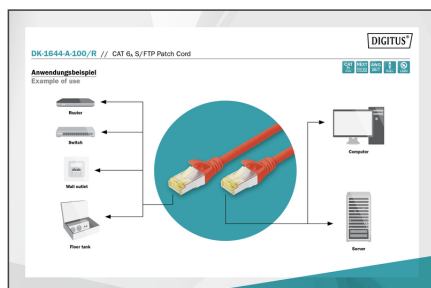 DIGITUS®
DK-1644-A-100/R // CAT 6A S/FTP Patch Cord
Anwendungsbeispiel
Example of use
Router
Switch
Wall outlet
Floor tank
Computer
Server